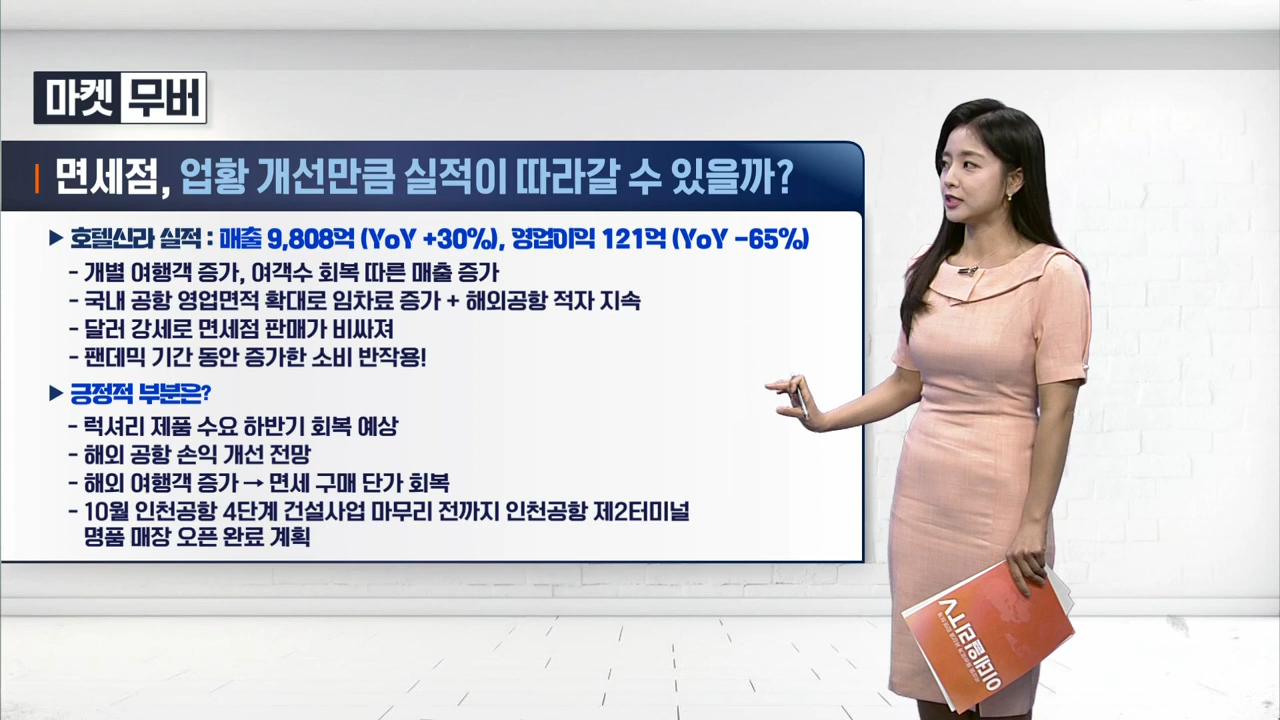 마켓무버
면세점, 업황 개선만큼 실적이 따라갈 수 있을까?
▶ 호텔신라 실적 : 매출 9,808억 (YoY +30%), 영업이익 121억 (YoY -65%)
- 개별 여행객 증가, 여객수 회복 따른 매출 증가
- 국내 공항 영업면적 확대로 임차료 증가 + 해외공항 적자 지속
- 달러 강세로 면세점 판매가 비싸져
- 팬데믹 기간 동안 증가한 소비 반작용!
▶ 긍정적 부분은?
- 럭셔리 제품 수요 하반기 회복 예상
- 해외 공항 손익 개선 전망
- 해외 여행객 증가 → 면세 구매 단가 회복
- 10월 인천공항 4단계 건설사업 마무리 전까지 인천공항 제2터미널
명품 매장 오픈 완료 계획
이데일리TV